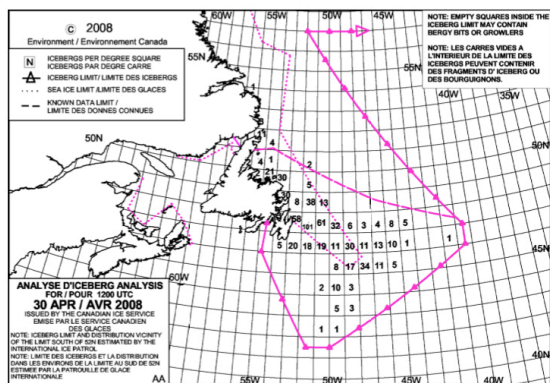 © 2008
Environment / Environnement Canada
N ICEBERGS PER DEGREE SQUARE
ICEBERGS PAR DEGRE CARRE
ICEBERG LIMIT/LIMITE DES ICEBERGS
SEA ICE LIMIT /LIMITE DES GLACES
KNOWN DATA LIMIT /
LIMITE DES DONNES CONNUES
60W 55W 50W 45W
NOTE: EMPTY SQUARES INSIDE THE
ICEBERG LIMIT MAY CONTAIN
BERGY BITS OR GROWLERS
NOTE: LES CARRES VIDES A
L'INTERIEUR DE LA LIMITE DES
ICEBERGS PEUVENT CONTENIR
DES FRAGMENTS D' ICEBERG OU
DES BOURGUIGNONS.
55N
55N
40W 35W
50N
50N
4
4 1 2
21 30
5
30
8 38 13
58 101 61 32 6 3 4 8 5
5 20 18 19 11 30 11 13 10 1 1
8 17 34 11 5
2 10 3
5 3
1 1
45N
45N
40N
40N
60W
55W 50W 45W
ANALYSE D'ICEBERG ANALYSIS
FOR / POUR 1200 UTC
30 APR / AVR 2008
ISSUED BY THE CANADIAN ICE SERVICE
EMISE PAR LE SERVICE CANADIEN
DES GLACES
NOTE: ICEBERG LIMIT AND DISTRIBUTION VICINITY
OF THE LIMIT SOUTH OF 52N ESTIMATED BY THE
INTERNATIONAL ICE PATROL
NOTE: LIMITE DES ICEBERGS ET LA DISTRIBUTION
DANS LES ENVIRONS DE LA LIMITE AU SUD DE 52N
ESTIMEE PAR LA PATROUILLE DE GLACE
INTERNATIONALE
AA